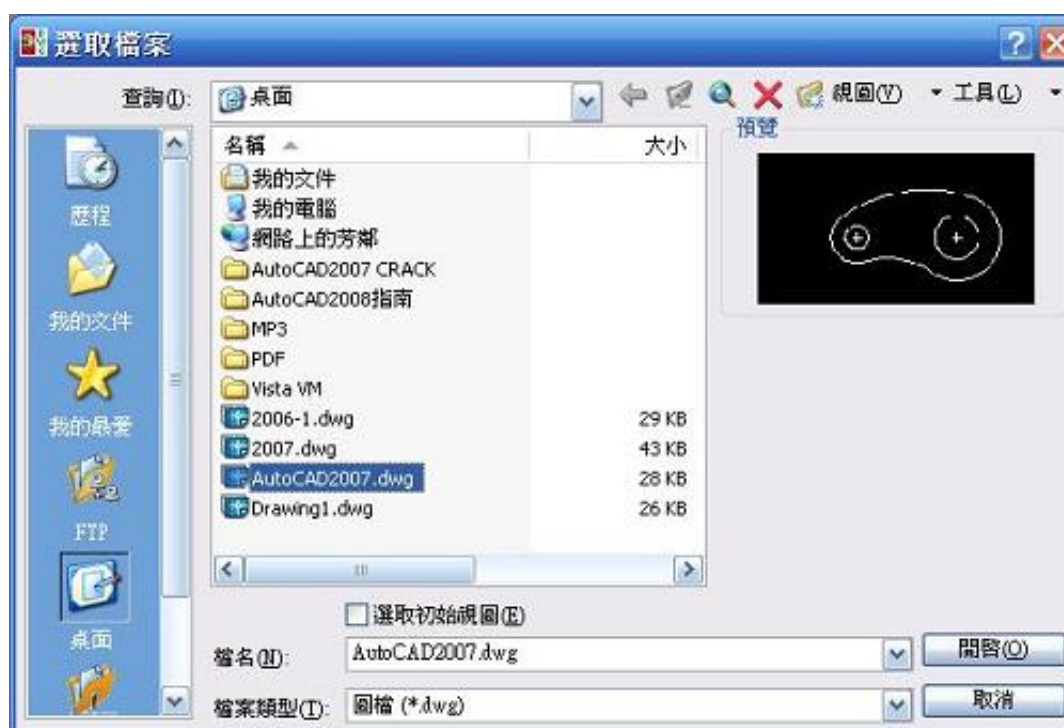 選取檔案
查詢(I):
桌面
視圖(V)
工具(L)
名稱
大小
預覽
歷程
我的文件
我的最愛
FTP
桌面
我的文件
我的電腦
網路上的芳鄰
AutoCAD2007 CRACK
AutoCAD2008指南
MP3
PDF
Vista VM
2006-1.dwg 29 KB
2007.dwg 43 KB
AutoCAD2007.dwg 28 KB
Drawing1.dwg 26 KB
選取初始視圖(E)
檔名(N):
AutoCAD2007.dwg
開啓(O)
檔案類型(T):
圖檔 (*.dwg)
取消